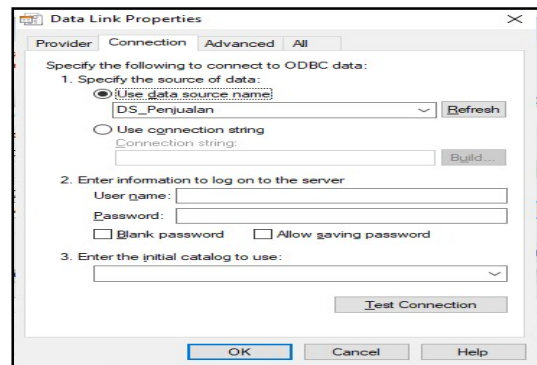 Data Link Properties
Provider Connection Advanced All
Specify the following to connect to ODBC data:
1. Specify the source of data:
Use data source name
DS_Penjualan Refresh
Use connection string
Connection string:
Build...
2. Enter information to log on to the server
User name:
Password:
Blank password Allow saving password
3. Enter the initial catalog to use:
Test Connection
OK Cancel Help